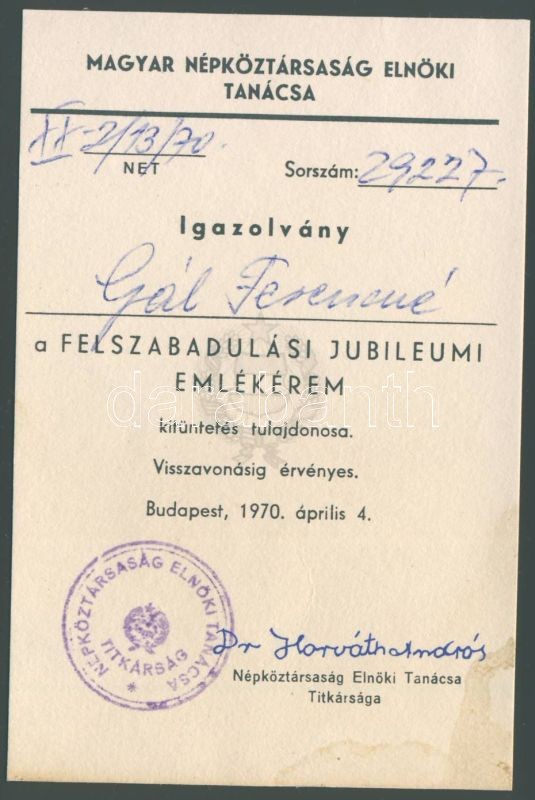 MAGYAR NÉPKÖZTÁRSASÁG ELNÖKI
TANÁCSA
XX-2/13/70.
NET
Sorszám: 29227.
Igazolvány
Gál Ferencné
a FELSZABADULÁSI JUBILEUMI
EMLÉKÉREM
kitüntetés tulajdonosa.
Visszavonásig érvényes.
Budapest, 1970. április 4.
NÉPKÖZTÁRSASÁG ELNÖKI TANÁCSA
TITKÁRSÁG
Dr Horváth András
Népköztársaság Elnöki Tanácsa
Titkársága
darabanth